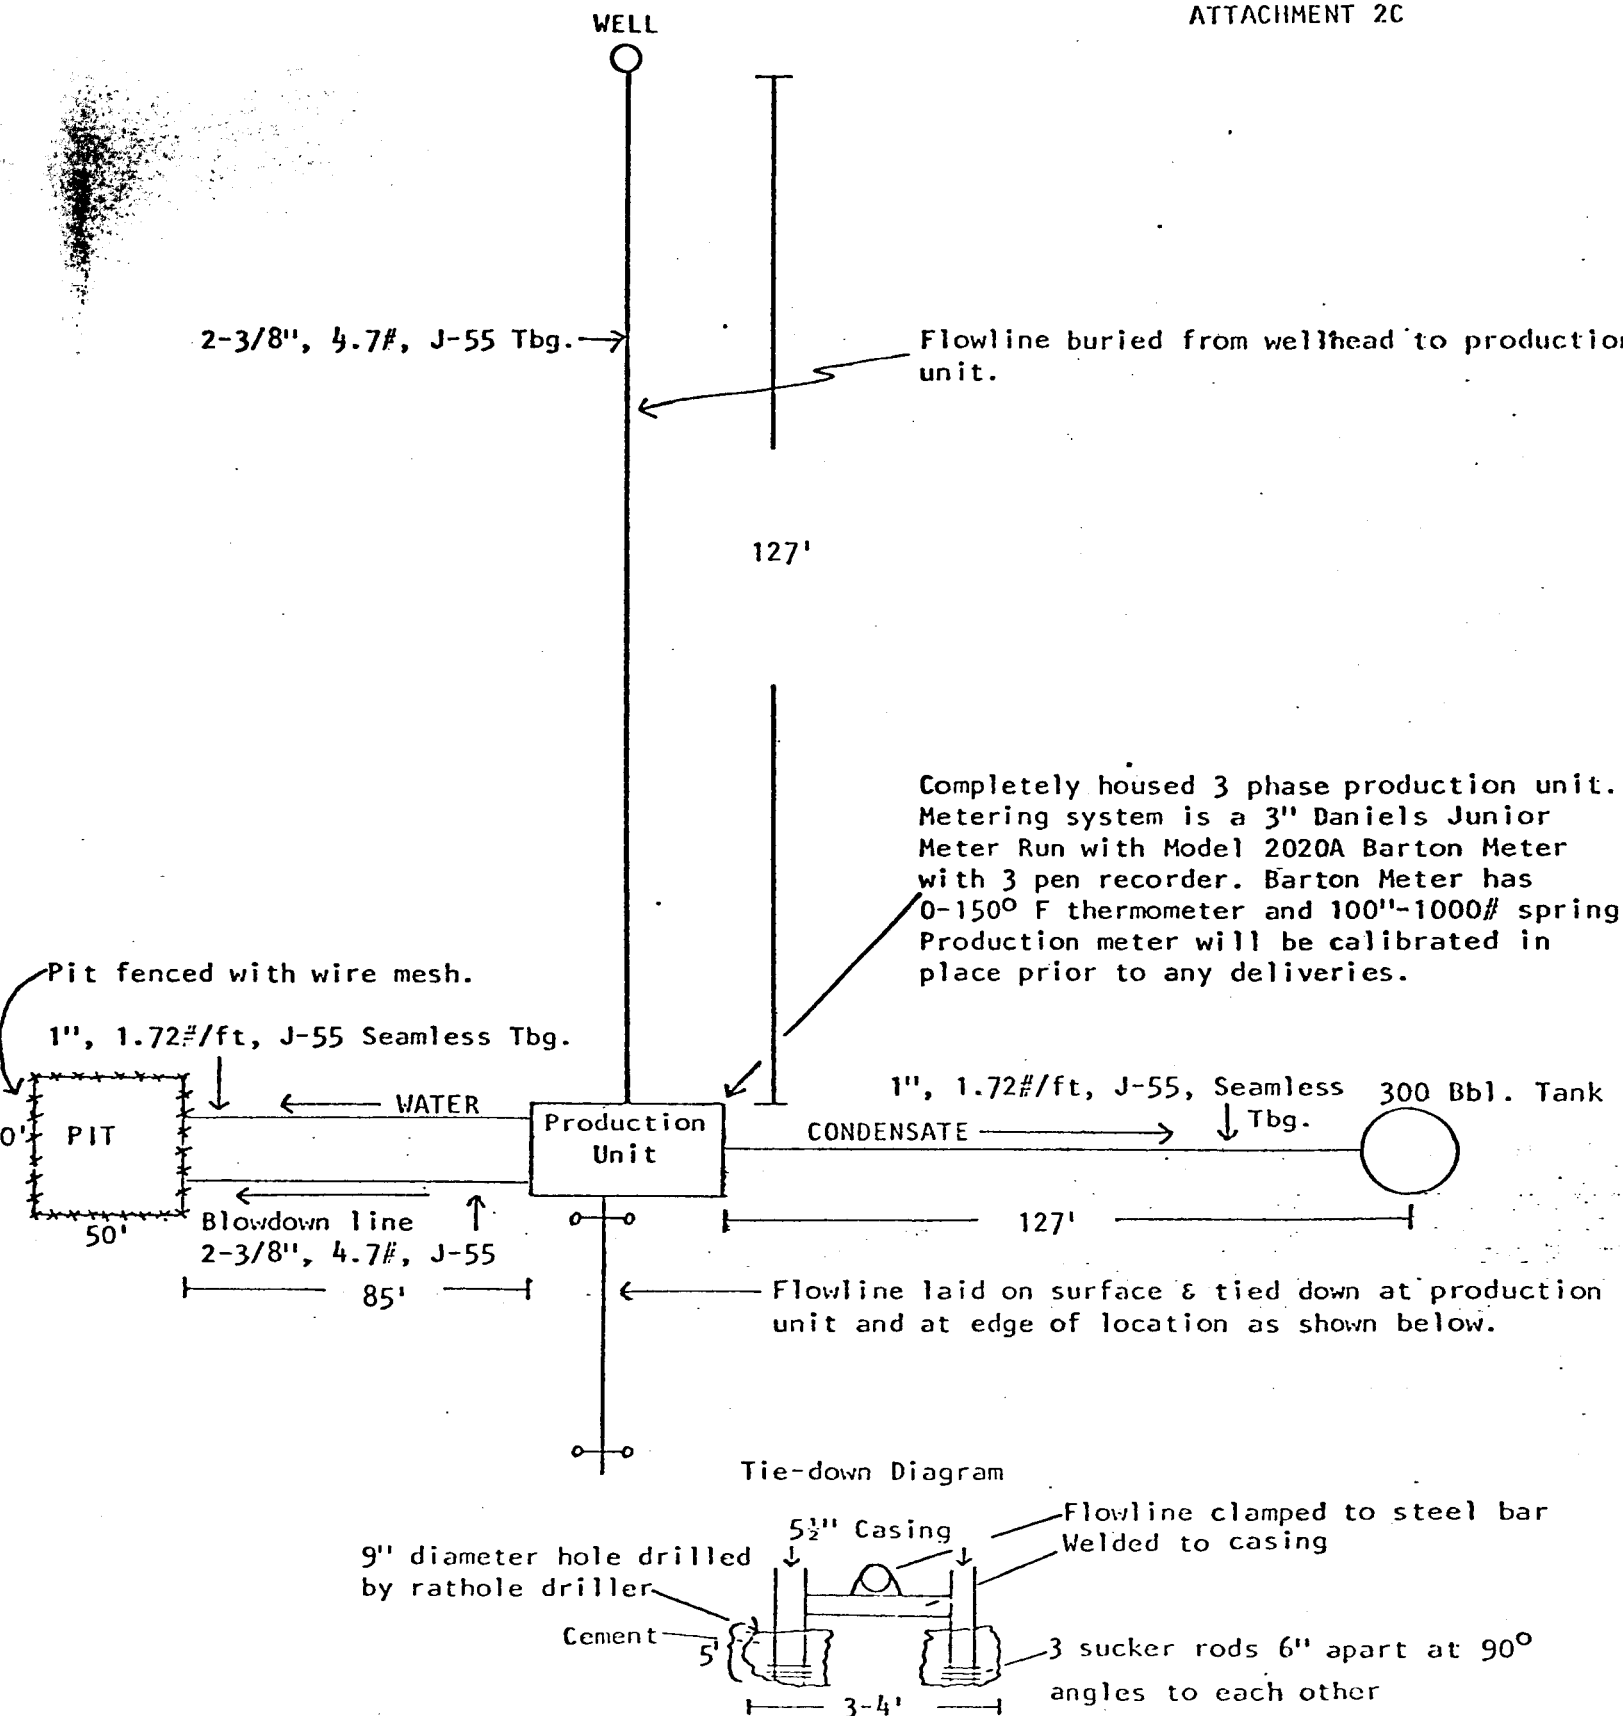 ATTACHMENT 2C
WELL
2-3/8", 4.7#, J-55 Tbg.
Flowline buried from wellhead to production
unit.
127'
Completely housed 3 phase production unit.
Metering system is a 3" Daniels Junior
Meter Run with Model 2020A Barton Meter
with 3 pen recorder. Barton Meter has
0-150° F thermometer and 100"-1000# spring
Production meter will be calibrated in
place prior to any deliveries.
Pit fenced with wire mesh.
1", 1.72#/ft, J-55 Seamless Tbg.
WATER
PIT
0'
50'
Production
Unit
1", 1.72#/ft, J-55, Seamless
Tbg.
300 Bbl. Tank
CONDENSATE
Blowdown line
2-3/8", 4.7#, J-55
85'
127'
Flowline laid on surface & tied down at production
unit and at edge of location as shown below.
Tie-down Diagram
5½" Casing
Flowline clamped to steel bar
Welded to casing
9" diameter hole drilled
by rathole driller
Cement
5'
3 sucker rods 6" apart at 90°
angles to each other
3-4'